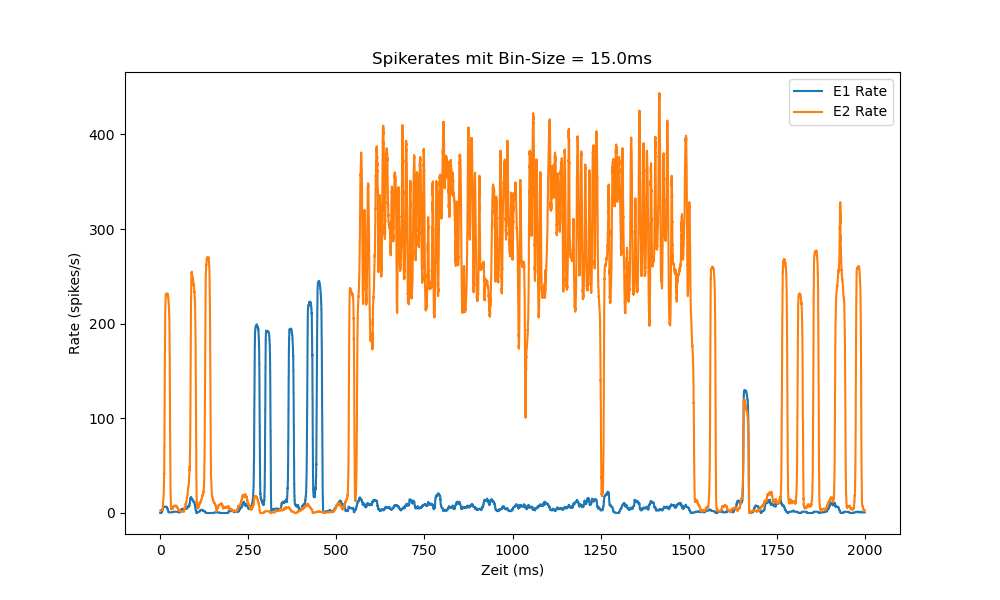 Spikerates mit Bin-Size = 15.0ms
E1 Rate
E2 Rate
Rate (spikes/s)
400
300
200
100
0
0 250 500 750 1000 1250 1500 1750 2000
Zeit (ms)